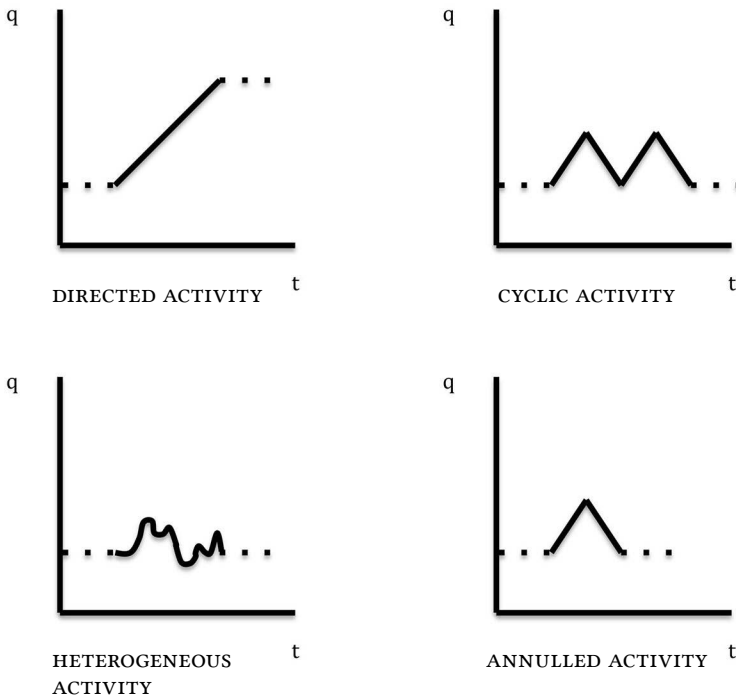 q
q
t
t
DIRECTED ACTIVITY
CYCLIC ACTIVITY
q
q
t
t
HETEROGENEOUS
ACTIVITY
ANNULLED ACTIVITY